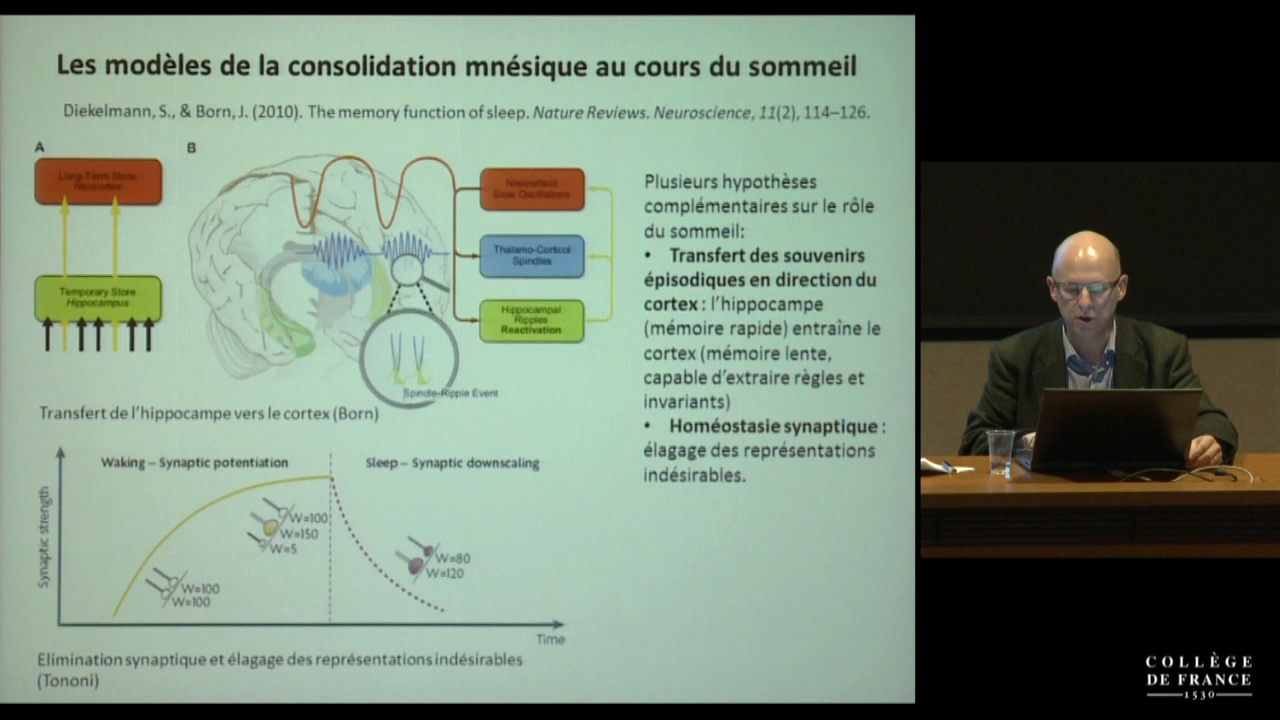 Les modèles de la consolidation mnésique au cours du sommeil
Diekelmann, S., & Born, J. (2010). The memory function of sleep. Nature Reviews. Neuroscience, 11(2), 114–126.
A
B
Long-Term Store
Neocortex
Temporary Store
Hippocampus
Neocortical
Slow Oscillations
Thalamo-Cortical
Spindles
Hippocampal
Ripples
Reactivation
Spindle-Ripple Event
Transfert de l'hippocampe vers le cortex (Born)
Plusieurs hypothèses
complémentaires sur le rôle
du sommeil:
• Transfert des souvenirs
épisodiques en direction du
cortex : l'hippocampe
(mémoire rapide) entraîne le
cortex (mémoire lente,
capable d'extraire règles et
invariants)
• Homéostasie synaptique :
élagage des représentations
indésirables.
Waking – Synaptic potentiation
Sleep – Synaptic downscaling
Synaptic strength
W=100
W=150
W=5
W=100
W=100
W=80
W=120
Time
Elimination synaptique et élagage des représentations indésirables
(Tononi)
COLLÈGE
DE FRANCE
1530